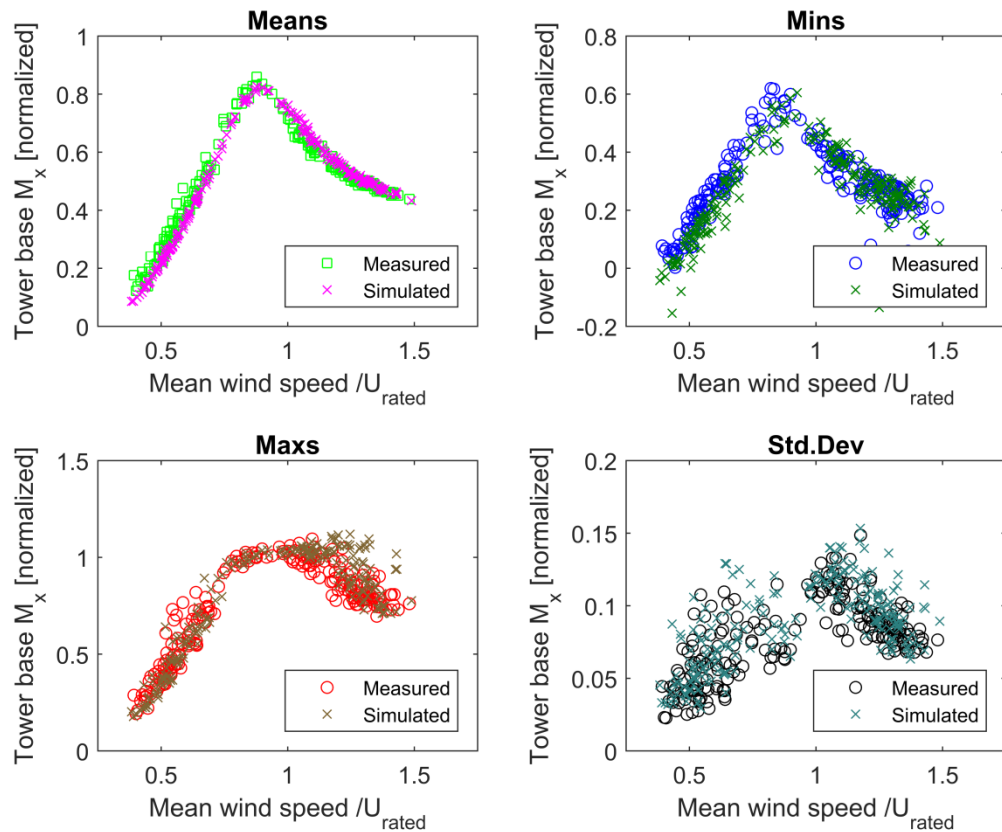 Means
Tower base M_x [normalized]
1
0.8
0.6
0.4
0.2
0
Measured
Simulated
0.5
1
1.5
Mean wind speed /U_rated
Mins
Tower base M_x [normalized]
0.8
0.6
0.4
0.2
0
-0.2
Measured
Simulated
0.5
1
1.5
Mean wind speed /U_rated
Maxs
Tower base M_x [normalized]
1.5
1
0.5
0
Measured
Simulated
0.5
1
1.5
Mean wind speed /U_rated
Std.Dev
Tower base M_x [normalized]
0.2
0.15
0.1
0.05
0
Measured
Simulated
0.5
1
1.5
Mean wind speed /U_rated